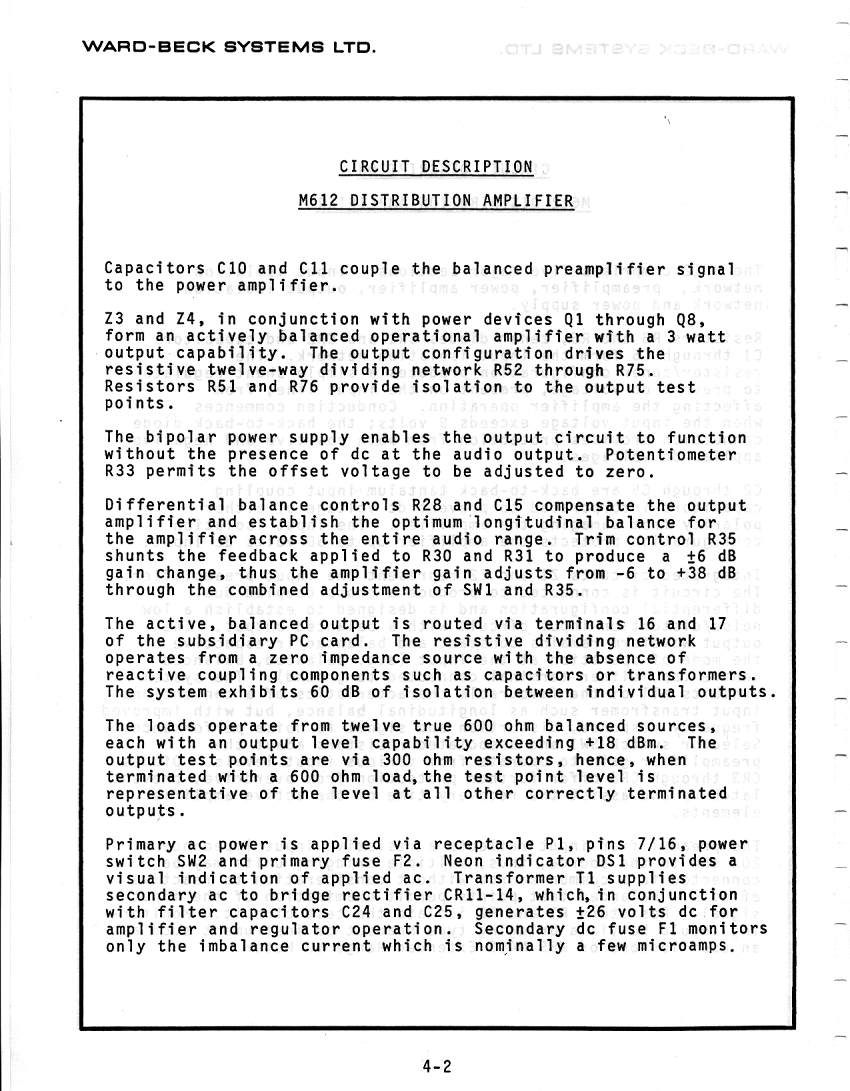 WARD-BECK SYSTEMS LTD.
CIRCUIT DESCRIPTION
M612 DISTRIBUTION AMPLIFIER
Capacitors C10 and C11 couple the balanced preamplifier signal
to the power amplifier.
Z3 and Z4, in conjunction with power devices Q1 through Q8,
form an actively balanced operational amplifier with a 3 watt
output capability. The output configuration drives the
resistive twelve-way dividing network R52 through R75.
Resistors R51 and R76 provide isolation to the output test
points.
The bipolar power supply enables the output circuit to function
without the presence of dc at the audio output. Potentiometer
R33 permits the offset voltage to be adjusted to zero.
Differential balance controls R28 and C15 compensate the output
amplifier and establish the optimum longitudinal balance for
the amplifier across the entire audio range. Trim control R35
shunts the feedback applied to R30 and R31 to produce a ±6 dB
gain change, thus the amplifier gain adjusts from -6 to +38 dB
through the combined adjustment of SW1 and R35.
The active, balanced output is routed via terminals 16 and 17
of the subsidiary PC card. The resistive dividing network
operates from a zero impedance source with the absence of
reactive coupling components such as capacitors or transformers.
The system exhibits 60 dB of isolation between individual outputs.
The loads operate from twelve true 600 ohm balanced sources,
each with an output level capability exceeding +18 dBm. The
output test points are via 300 ohm resistors, hence, when
terminated with a 600 ohm load, the test point level is
representative of the level at all other correctly terminated
outputs.
Primary ac power is applied via receptacle P1, pins 7/16, power
switch SW2 and primary fuse F2. Neon indicator DS1 provides a
visual indication of applied ac. Transformer T1 supplies
secondary ac to bridge rectifier CR11-14, which, in conjunction
with filter capacitors C24 and C25, generates ±26 volts dc for
amplifier and regulator operation. Secondary dc fuse F1 monitors
only the imbalance current which is nominally a few microamps.
4-2